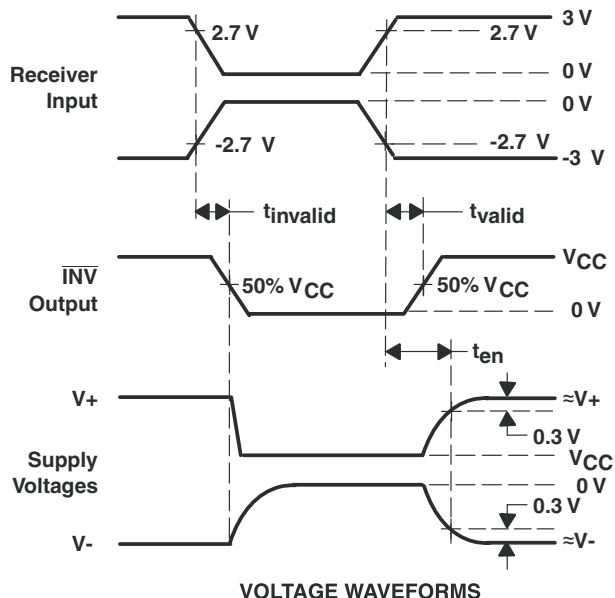 3 V
2.7 V 2.7 V
Receiver
Input
0 V
0 V
-2.7 V -2.7 V
-3 V
tinvalid tvalid
INV
Output
VCC
50% VCC 50% VCC
0 V
ten
V+ ≈V+
0.3 V
Supply
Voltages
VCC
0 V
0.3 V
V- ≈V-
VOLTAGE WAVEFORMS